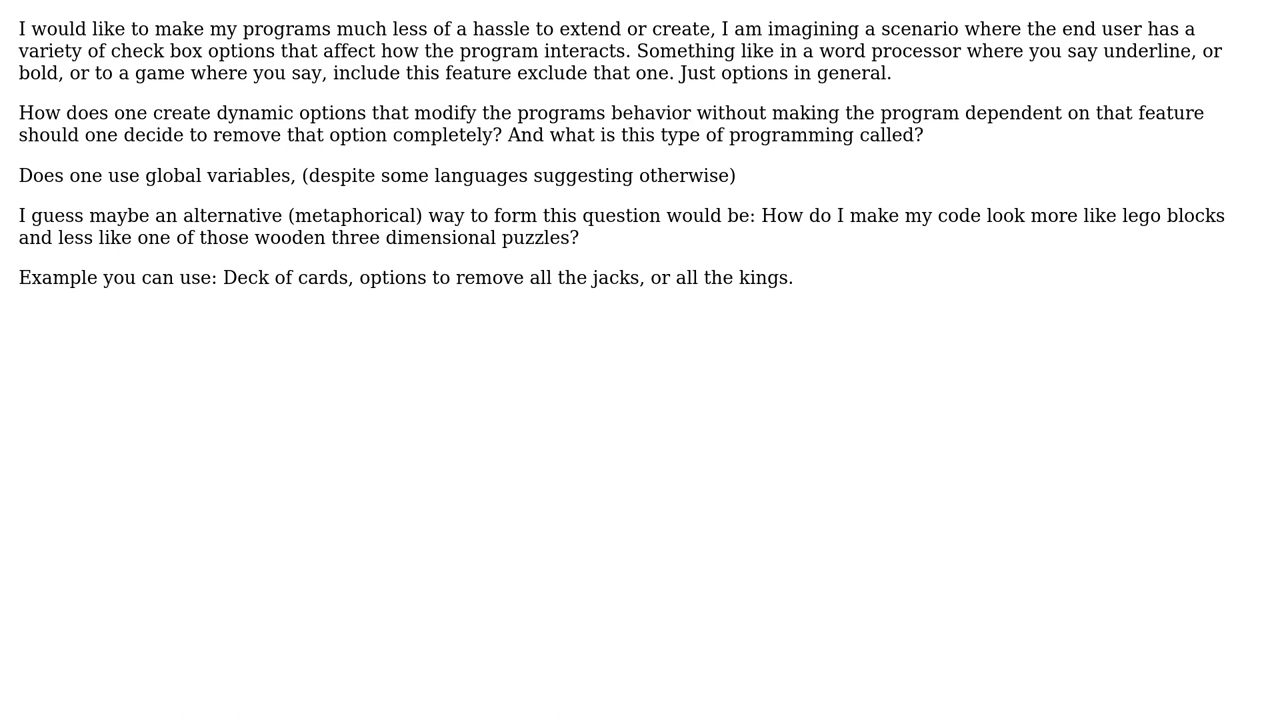 I would like to make my programs much less of a hassle to extend or create, I am imagining a scenario where the end user has a
variety of check box options that affect how the program interacts. Something like in a word processor where you say underline, or
bold, or to a game where you say, include this feature exclude that one. Just options in general.
How does one create dynamic options that modify the programs behavior without making the program dependent on that feature
should one decide to remove that option completely? And what is this type of programming called?
Does one use global variables, (despite some languages suggesting otherwise)
I guess maybe an alternative (metaphorical) way to form this question would be: How do I make my code look more like lego blocks
and less like one of those wooden three dimensional puzzles?
Example you can use: Deck of cards, options to remove all the jacks, or all the kings.